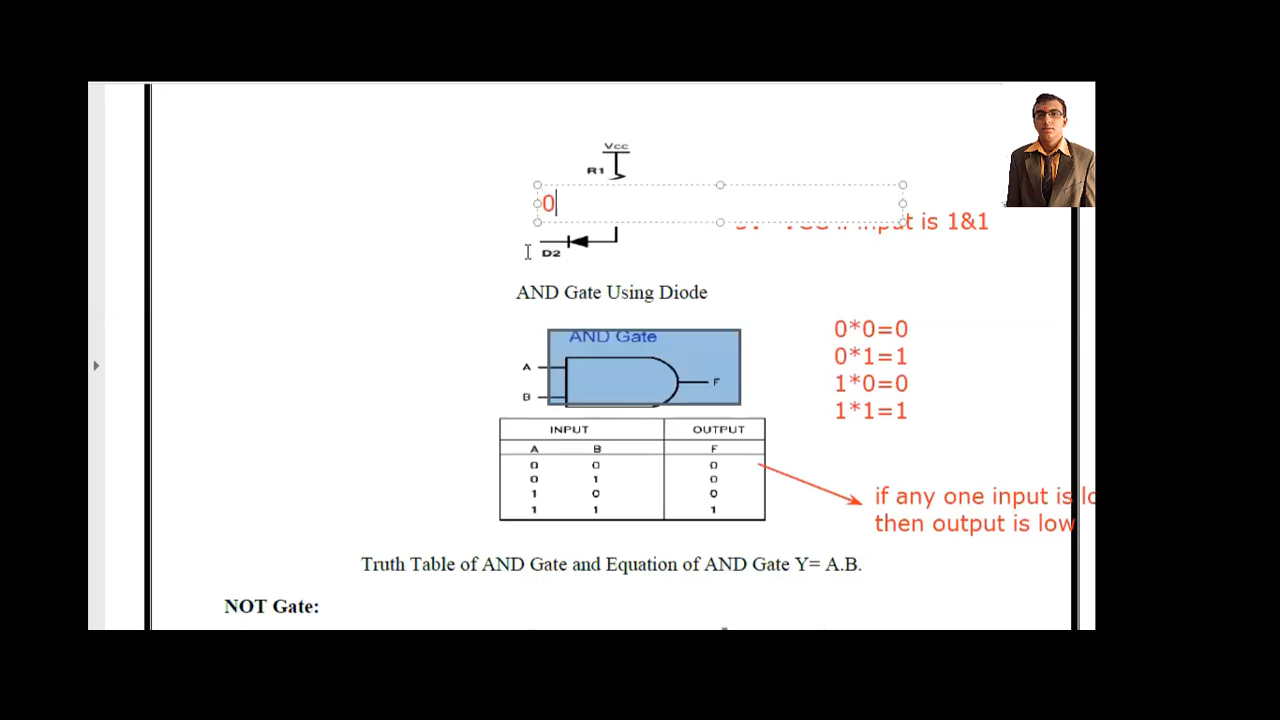 Vcc
R1
0
input is 1&1
D2
AND Gate Using Diode
AND Gate
A
F
B
0*0=0
0*1=1
1*0=0
1*1=1
INPUT OUTPUT
A B F
0 0 0
0 1 0
1 0 0
1 1 1
if any one input is lo
then output is low
Truth Table of AND Gate and Equation of AND Gate Y= A.B.
NOT Gate: